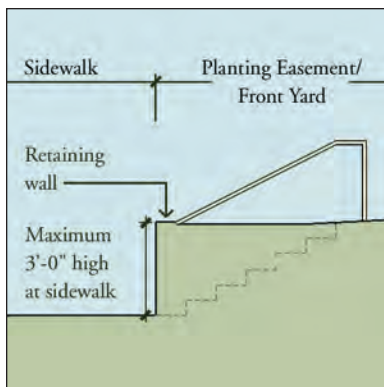 Sidewalk
Planting Easement/
Front Yard
Retaining
wall
Maximum
3'-0" high
at sidewalk